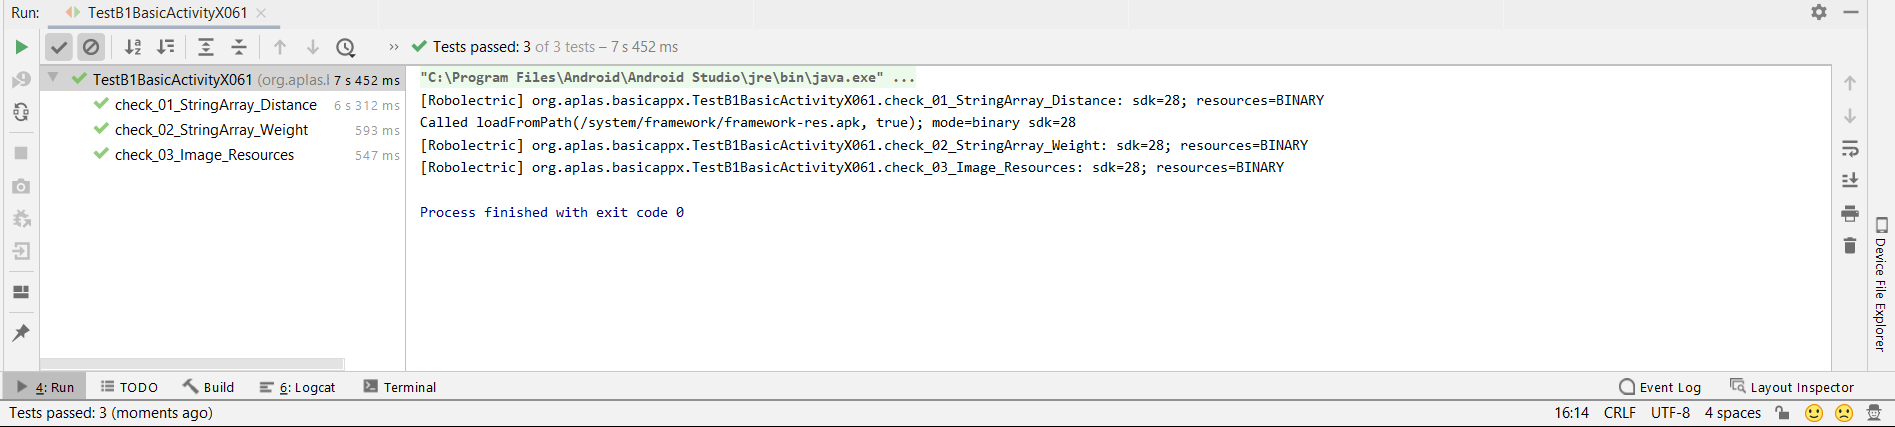 Run: TestB1BasicActivityX061
Tests passed: 3 of 3 tests – 7 s 452 ms
TestB1BasicActivityX061 (org.aplas.l 7 s 452 ms
check_01_StringArray_Distance 6 s 312 ms
check_02_StringArray_Weight 593 ms
check_03_Image_Resources 547 ms
"C:\Program Files\Android\Android Studio\jre\bin\java.exe" ...
[Robolectric] org.aplas.basicappx.TestB1BasicActivityX061.check_01_StringArray_Distance: sdk=28; resources=BINARY
Called loadFromPath(/system/framework/framework-res.apk, true); mode=binary sdk=28
[Robolectric] org.aplas.basicappx.TestB1BasicActivityX061.check_02_StringArray_Weight: sdk=28; resources=BINARY
[Robolectric] org.aplas.basicappx.TestB1BasicActivityX061.check_03_Image_Resources: sdk=28; resources=BINARY
Process finished with exit code 0
Device File Explorer
4: Run TODO Build 6: Logcat Terminal Event Log Layout Inspector
Tests passed: 3 (moments ago) 16:14 CRLF UTF-8 4 spaces